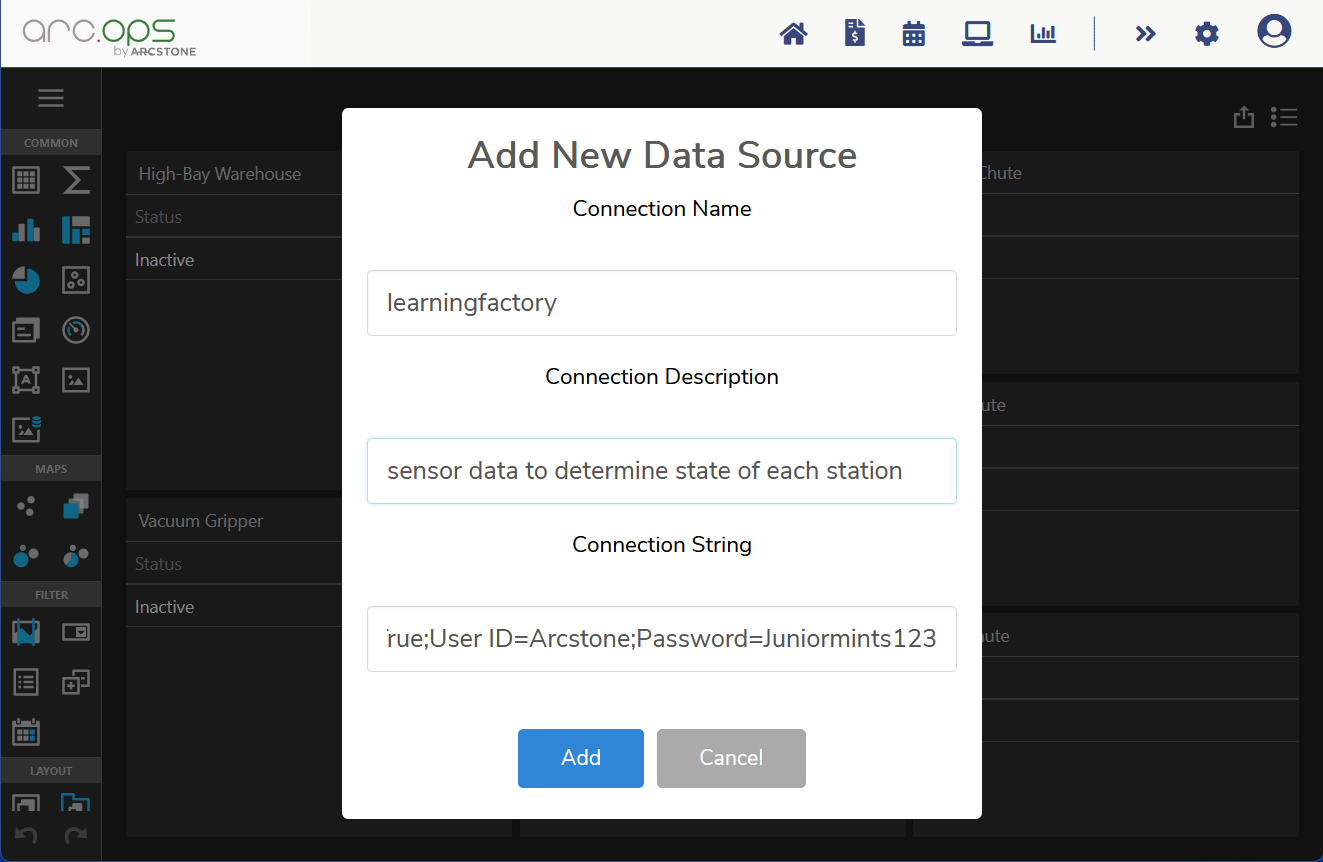 arc.ops
by ARCSTONE
COMMON
MAPS
FILTER
LAYOUT
High-Bay Warehouse
Status
Inactive
Vacuum Gripper
Status
Inactive
Chute
Add New Data Source
Connection Name
learningfactory
Connection Description
sensor data to determine state of each station
Connection String
rue;User ID=Arcstone;Password=Juniormints123
Add
Cancel